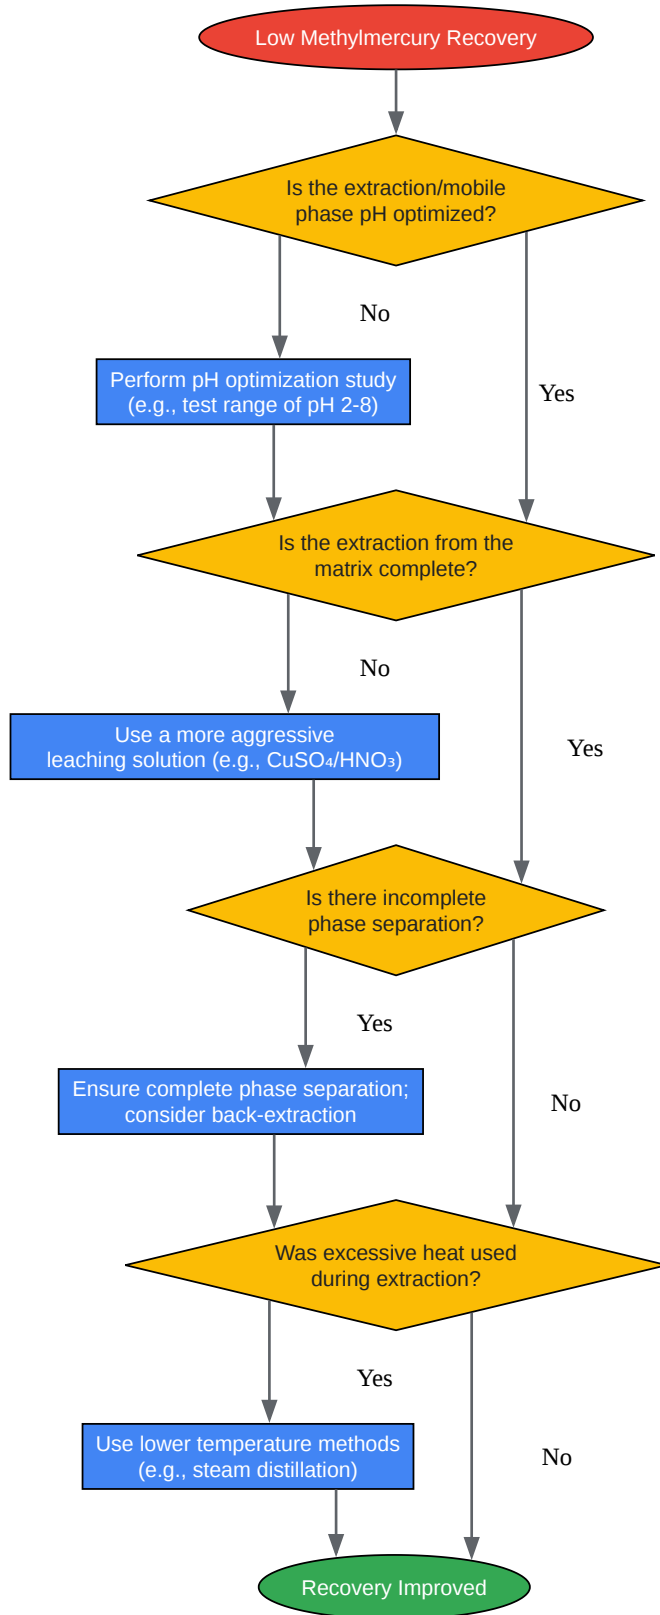 Low Methylmercury Recovery
Is the extraction/mobile
phase pH optimized?
No
Perform pH optimization study
(e.g., test range of pH 2-8)
Yes
Is the extraction from the
matrix complete?
No
Use a more aggressive
leaching solution (e.g., CuSO₄/HNO₃)
Yes
Is there incomplete
phase separation?
Yes
Ensure complete phase separation;
consider back-extraction
No
Was excessive heat used
during extraction?
Yes
Use lower temperature methods
(e.g., steam distillation)
No
Recovery Improved